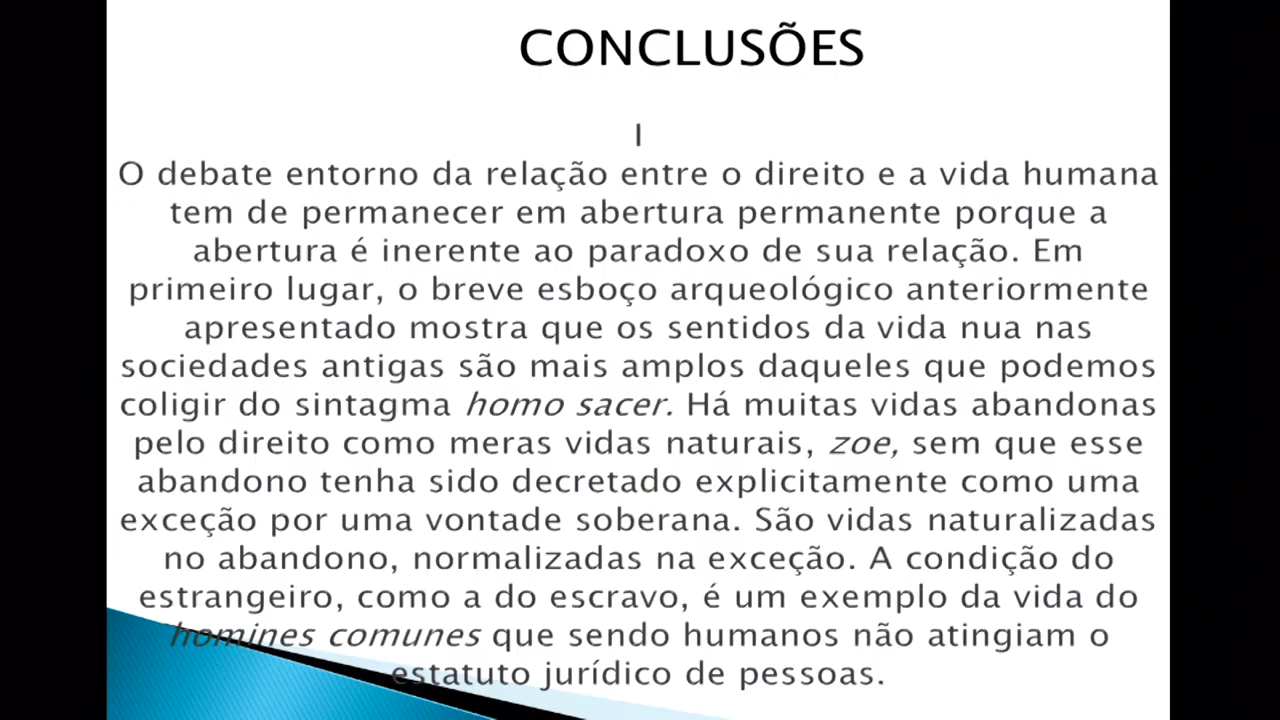 CONCLUSÕES
I
O debate entorno da relação entre o direito e a vida humana
tem de permanecer em abertura permanente porque a
abertura é inerente ao paradoxo de sua relação. Em
primeiro lugar, o breve esboço arqueológico anteriormente
apresentado mostra que os sentidos da vida nua nas
sociedades antigas são mais amplos daqueles que podemos
coligir do sintagma homo sacer. Há muitas vidas abandonas
pelo direito como meras vidas naturais, zoe, sem que esse
abandono tenha sido decretado explicitamente como uma
exceção por uma vontade soberana. São vidas naturalizadas
no abandono, normalizadas na exceção. A condição do
estrangeiro, como a do escravo, é um exemplo da vida do
homines comunes que sendo humanos não atingiam o
estatuto jurídico de pessoas.